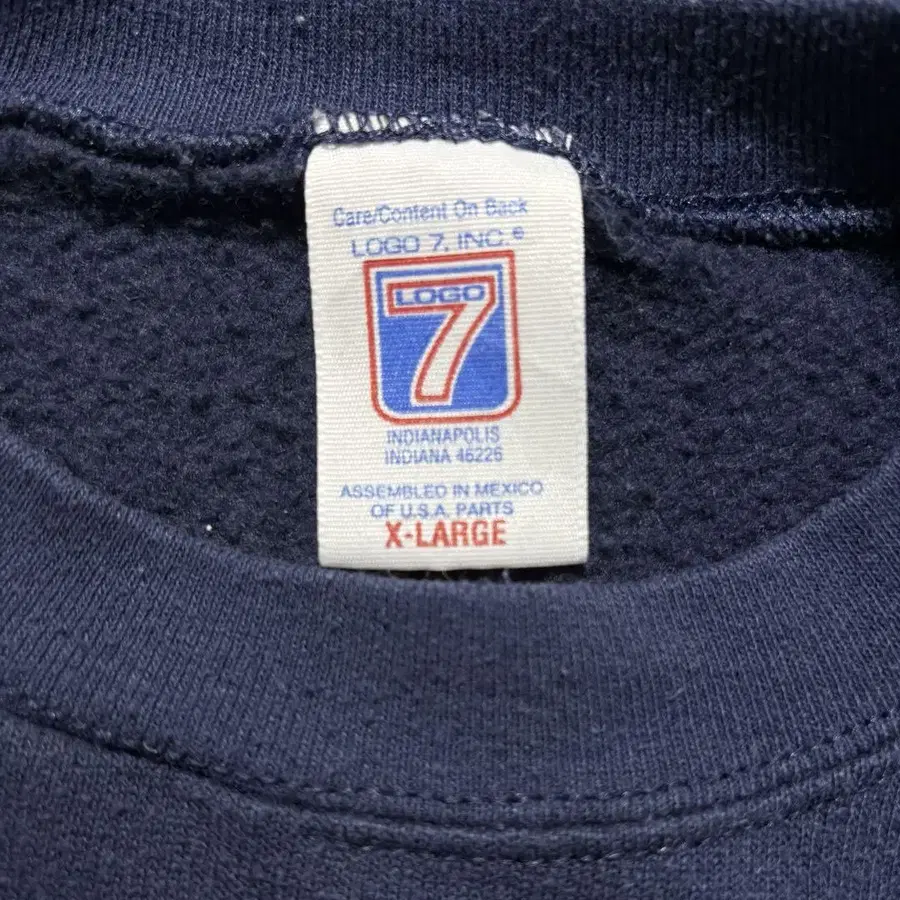 Care/Content On Back
LOGO 7, INC.®
LOGO
7
INDIANAPOLIS
INDIANA 46226
ASSEMBLED IN MEXICO
OF U.S.A. PARTS
X-LARGE